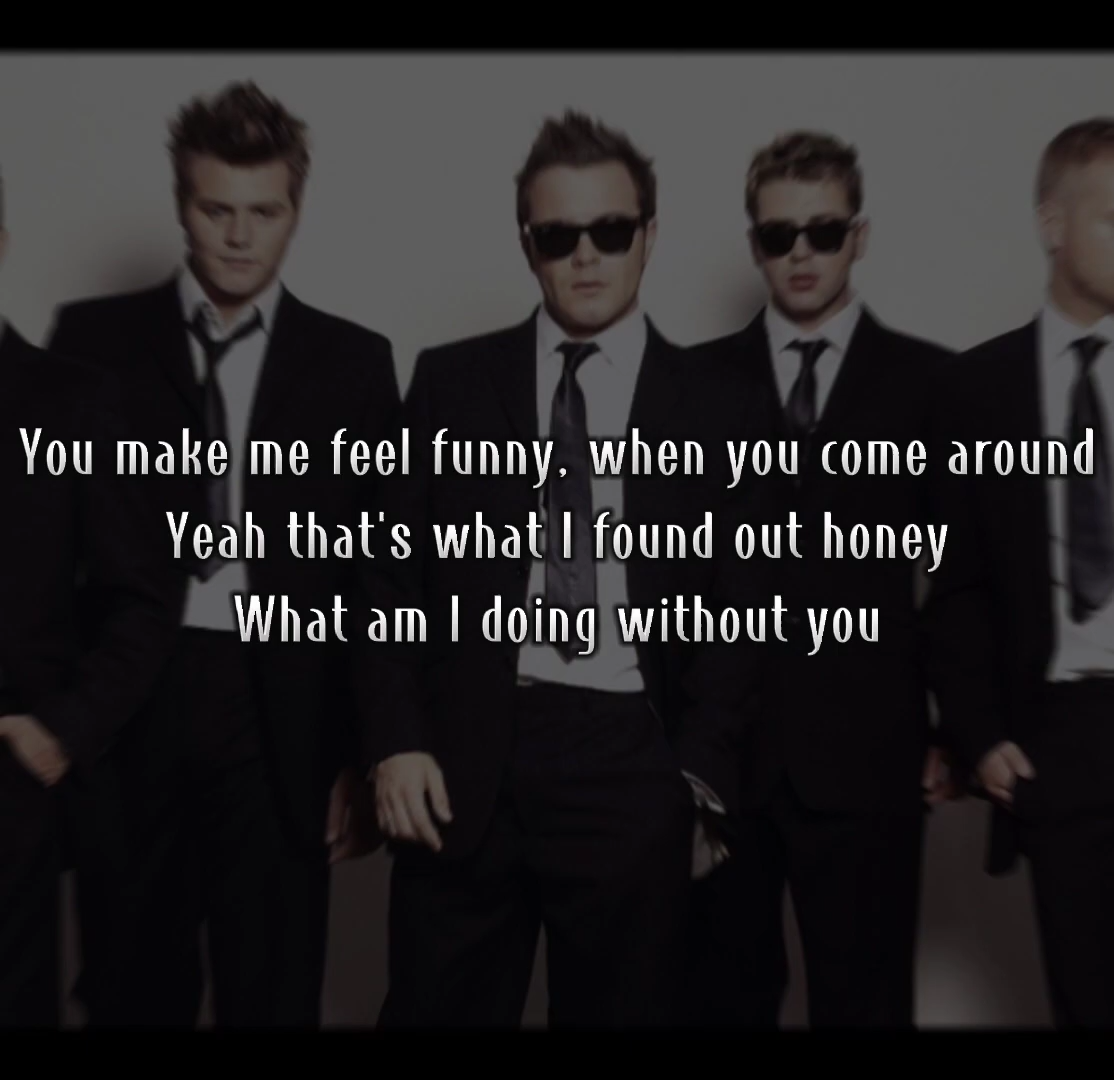 You make me feel funny, when you come around
Yeah that's what I found out honey
What am I doing without you